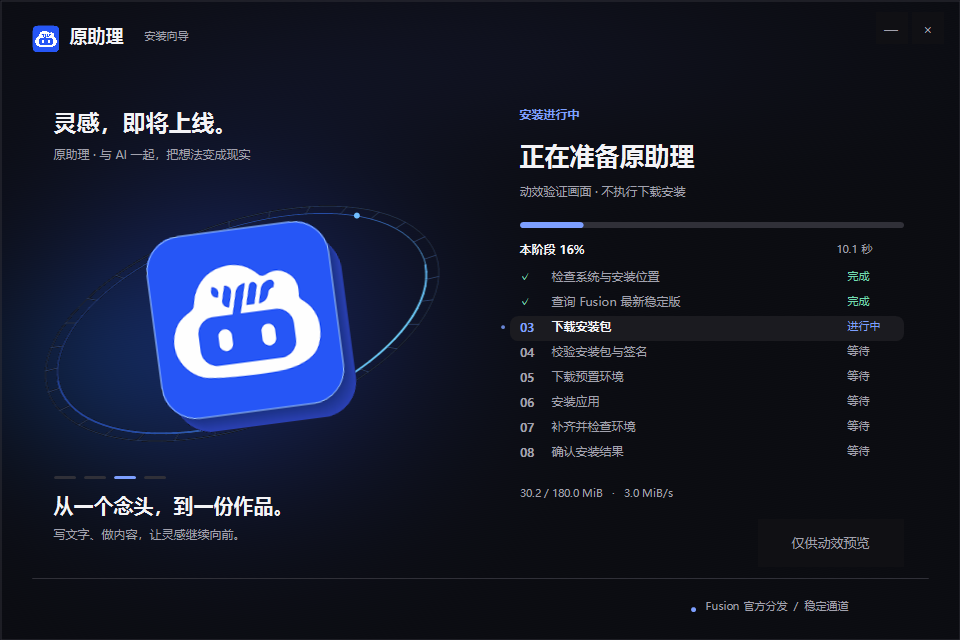 原助理 安装向导
— ×
灵感，即将上线。
原助理 · 与 AI 一起，把想法变成现实
从一个念头，到一份作品。
写文字、做内容，让灵感继续向前。
安装进行中
正在准备原助理
动效验证画面 · 不执行下载安装
本阶段 16% 10.1 秒
✓ 检查系统与安装位置 完成
✓ 查询 Fusion 最新稳定版 完成
03 下载安装包 进行中
04 校验安装包与签名 等待
05 下载预置环境 等待
06 安装应用 等待
07 补齐并检查环境 等待
08 确认安装结果 等待
30.2 / 180.0 MiB · 3.0 MiB/s
仅供动效预览
Fusion 官方分发 / 稳定通道